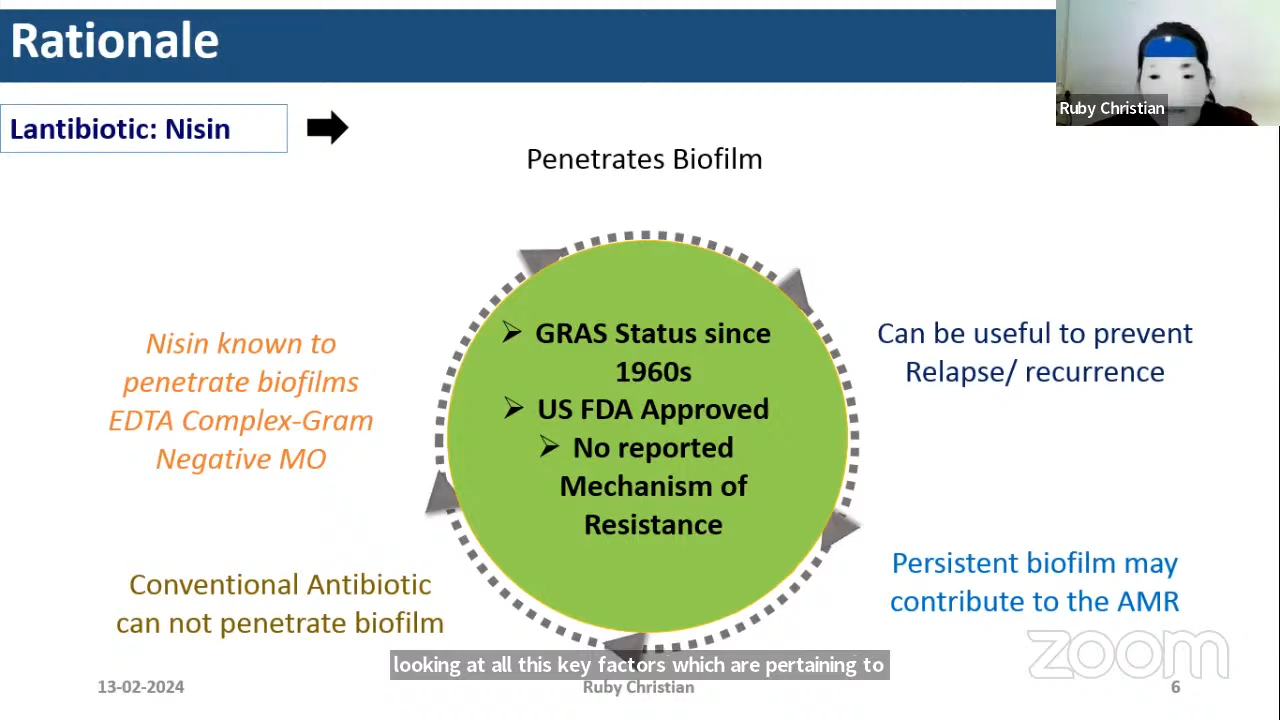 Rationale
Ruby Christian
Lantibiotic: Nisin
Penetrates Biofilm
GRAS Status since
1960s
US FDA Approved
No reported
Mechanism of
Resistance
Can be useful to prevent
Relapse/ recurrence
Persistent biofilm may
contribute to the AMR
Conventional Antibiotic
can not penetrate biofilm
Nisin known to
penetrate biofilms
EDTA Complex-Gram
Negative MO
zoom
looking at all this key factors which are pertaining to
13-02-2024
Ruby Christian
6